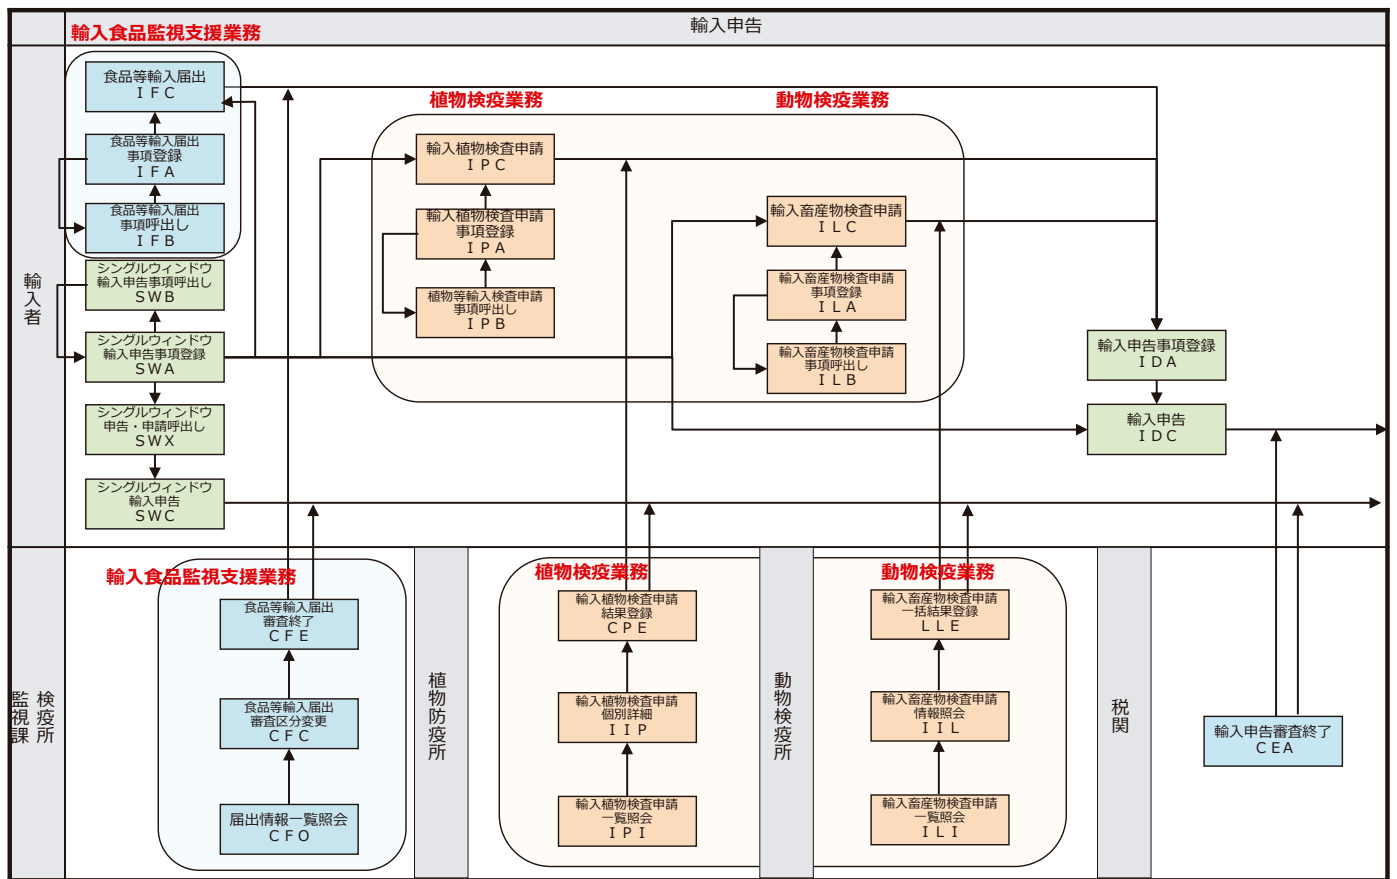 輸入申告
輸入食品監視支援業務
食品等輸入届出
ＩＦＣ
食品等輸入届出
事項登録
ＩＦＡ
食品等輸入届出
事項呼出し
ＩＦＢ
シングルウィンドウ
輸入申告事項呼出し
ＳＷＢ
シングルウィンドウ
輸入申告事項登録
ＳＷＡ
シングルウィンドウ
申告・申請呼出し
ＳＷＸ
シングルウィンドウ
輸入申告
ＳＷＣ
輸入者
植物検疫業務
輸入植物検査申請
ＩＰＣ
輸入植物検査申請
事項登録
ＩＰＡ
植物等輸入検査申請
事項呼出し
ＩＰＢ
動物検疫業務
輸入畜産物検査申請
ＩＬＣ
輸入畜産物検査申請
事項登録
ＩＬＡ
輸入畜産物検査申請
事項呼出し
ＩＬＢ
輸入申告事項登録
ＩＤＡ
輸入申告
ＩＤＣ
検疫所
監視課
輸入食品監視支援業務
食品等輸入届出
審査終了
ＣＦＥ
食品等輸入届出
審査区分変更
ＣＦＣ
届出情報一覧照会
ＣＦＯ
植物防疫所
植物検疫業務
輸入植物検査申請
結果登録
ＣＰＥ
輸入植物検査申請
個別詳細
ＩＩＰ
輸入植物検査申請
一覧照会
ＩＰＩ
動物検疫所
動物検疫業務
輸入畜産物検査申請
一括結果登録
ＬＬＥ
輸入畜産物検査申請
情報照会
ＩＩＬ
輸入畜産物検査申請
一覧照会
ＩＬＩ
税関
輸入申告審査終了
ＣＥＡ